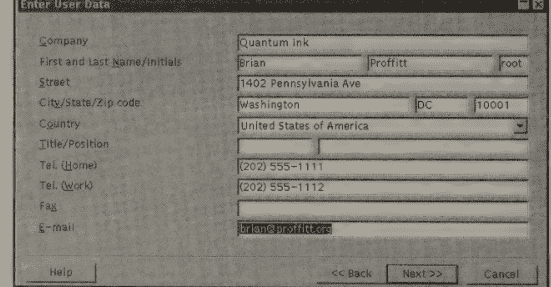 Enter User Data
Company Quantum ink
First and Last Name/Initials Brian Proffitt root
Street 1402 Pennsylvania Ave
City/State/Zip code Washington DC 10001
Country United States of America
Title/Position
Tel. (Home) (202) 555-1111
Tel. (Work) (202) 555-1112
Fax
E-mail brian@proffitt.org
Help << Back Next >> Cancel